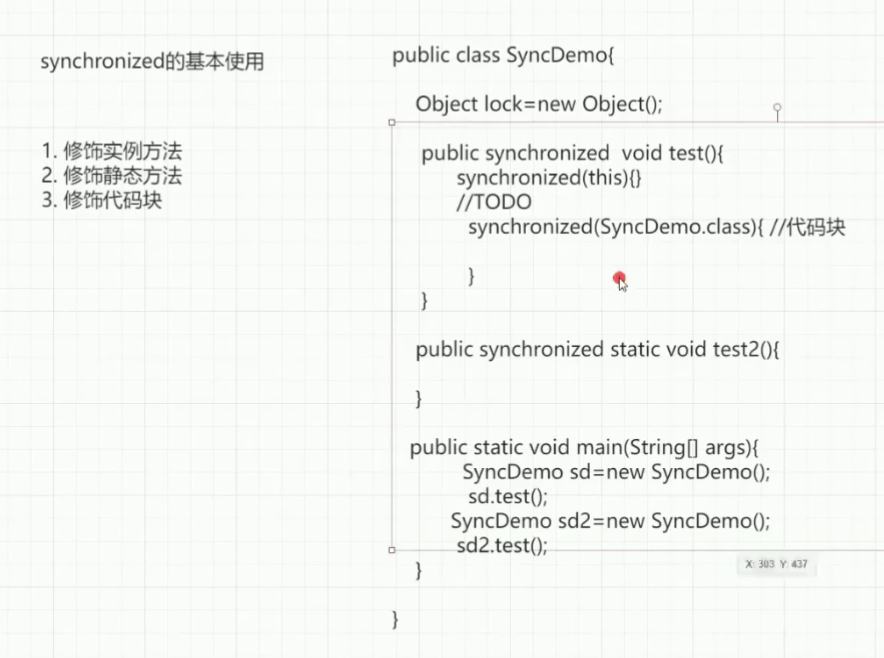 synchronized的基本使用
1. 修饰实例方法
2. 修饰静态方法
3. 修饰代码块
public class SyncDemo{
Object lock=new Object();
public synchronized  void test(){
synchronized(this){}
//TODO
synchronized(SyncDemo.class){ //代码块
}
}
public synchronized static void test2(){
}
public static void main(String[] args){
SyncDemo sd=new SyncDemo();
sd.test();
SyncDemo sd2=new SyncDemo();
sd2.test();
}
}
X: 303 Y: 437